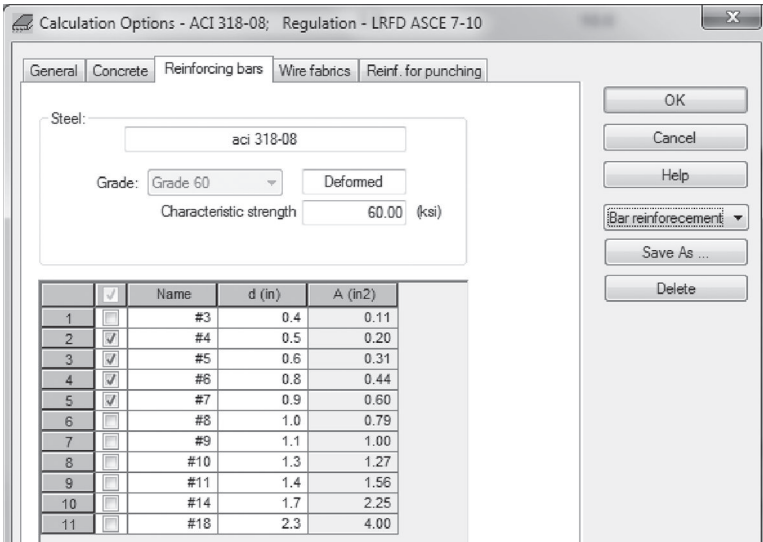 Calculation Options - ACI 318-08; Regulation - LRFD ASCE 7-10
x
General Concrete Reinforcing bars Wire fabrics Reinf. for punching
Steel:
aci 318-08
Grade: Grade 60 Deformed
Characteristic strength 60.00 (ksi)
OK
Cancel
Help
Bar reinforecement
Save As ...
Delete
Name d (in) A (in2)
1 #3 0.4 0.11
2 #4 0.5 0.20
3 #5 0.6 0.31
4 #6 0.8 0.44
5 #7 0.9 0.60
6 #8 1.0 0.79
7 #9 1.1 1.00
8 #10 1.3 1.27
9 #11 1.4 1.56
10 #14 1.7 2.25
11 #18 2.3 4.00